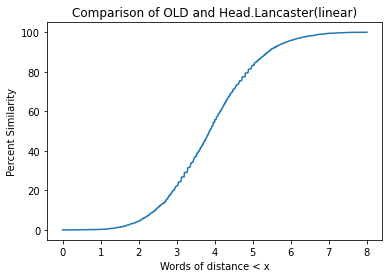 Comparison of OLD and Head.Lancaster(linear)
100
80
60
40
20
0
Percent Similarity
0 1 2 3 4 5 6 7 8
Words of distance < x